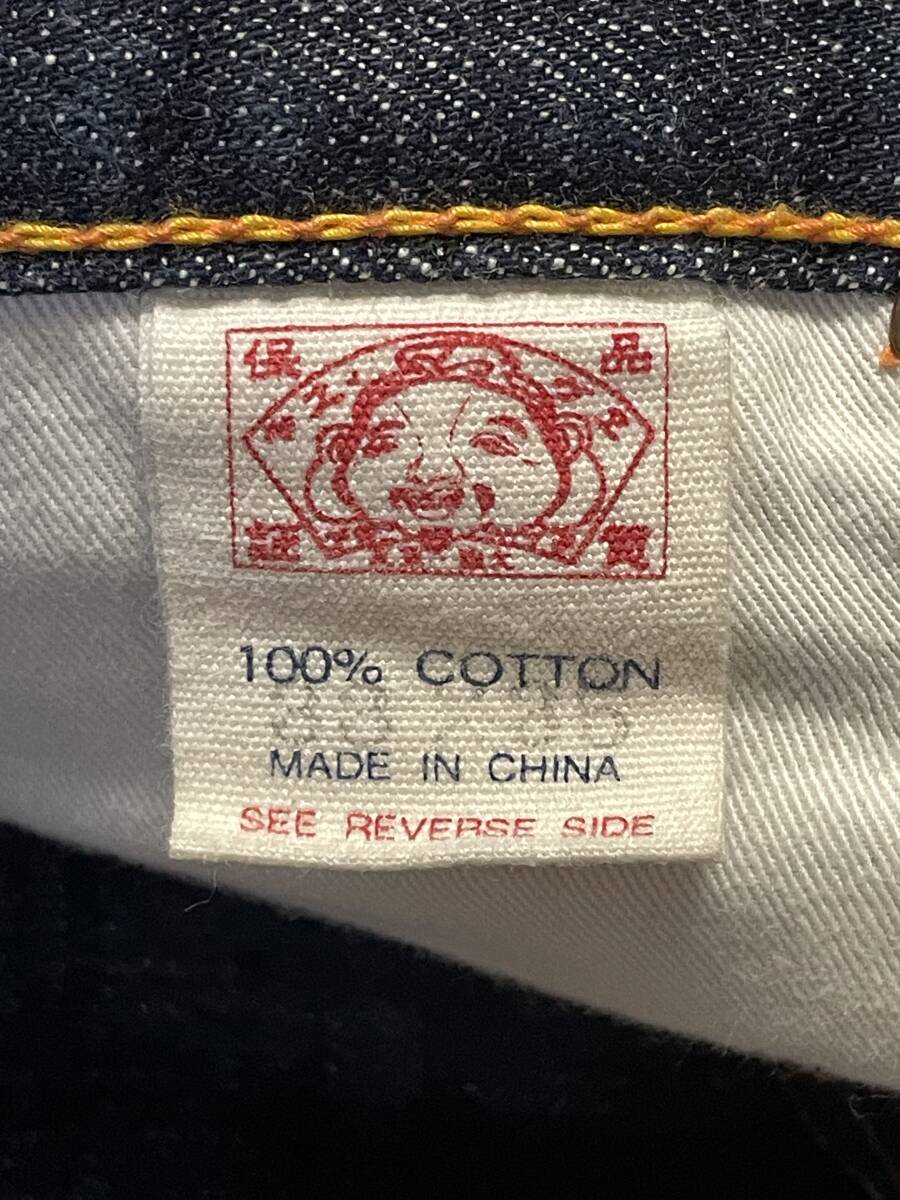 保 品
証 質
100% COTTON
MADE IN CHINA
SEE REVERSE SIDE